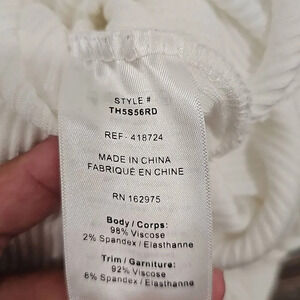 STYLE #
TH5S56RD
REF- 418724
MADE IN CHINA
FABRIQUÉ EN CHINE
RN 162975
Body / Corps:
98% Viscose
2% Spandex / Elasthanne
Trim / Garniture:
92% Viscose
8% Spandex / Elasthanne